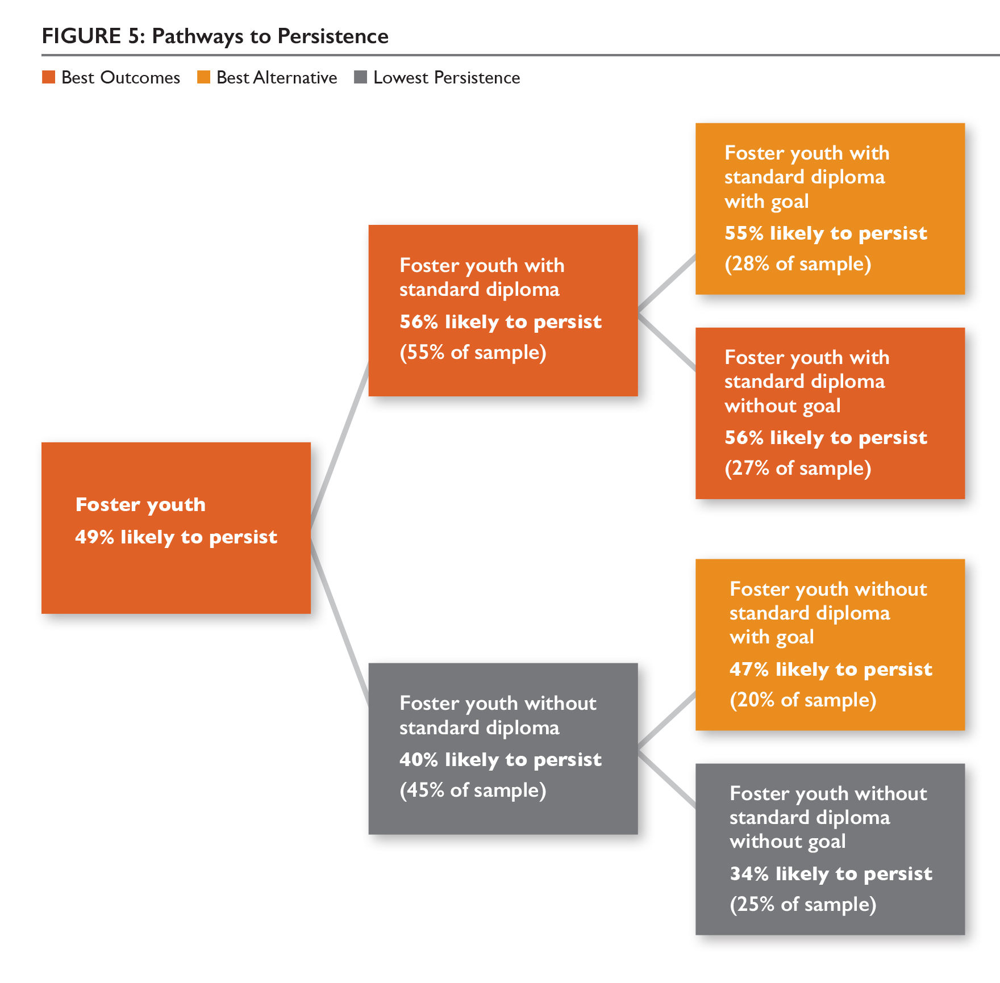 FIGURE 5: Pathways to Persistence
Best Outcomes Best Alternative Lowest Persistence
Foster youth with
standard diploma
with goal
55% likely to persist
(28% of sample)
Foster youth with
standard diploma
56% likely to persist
(55% of sample)
Foster youth with
standard diploma
without goal
56% likely to persist
(27% of sample)
Foster youth
49% likely to persist
Foster youth without
standard diploma
with goal
47% likely to persist
(20% of sample)
Foster youth without
standard diploma
40% likely to persist
(45% of sample)
Foster youth without
standard diploma
without goal
34% likely to persist
(25% of sample)